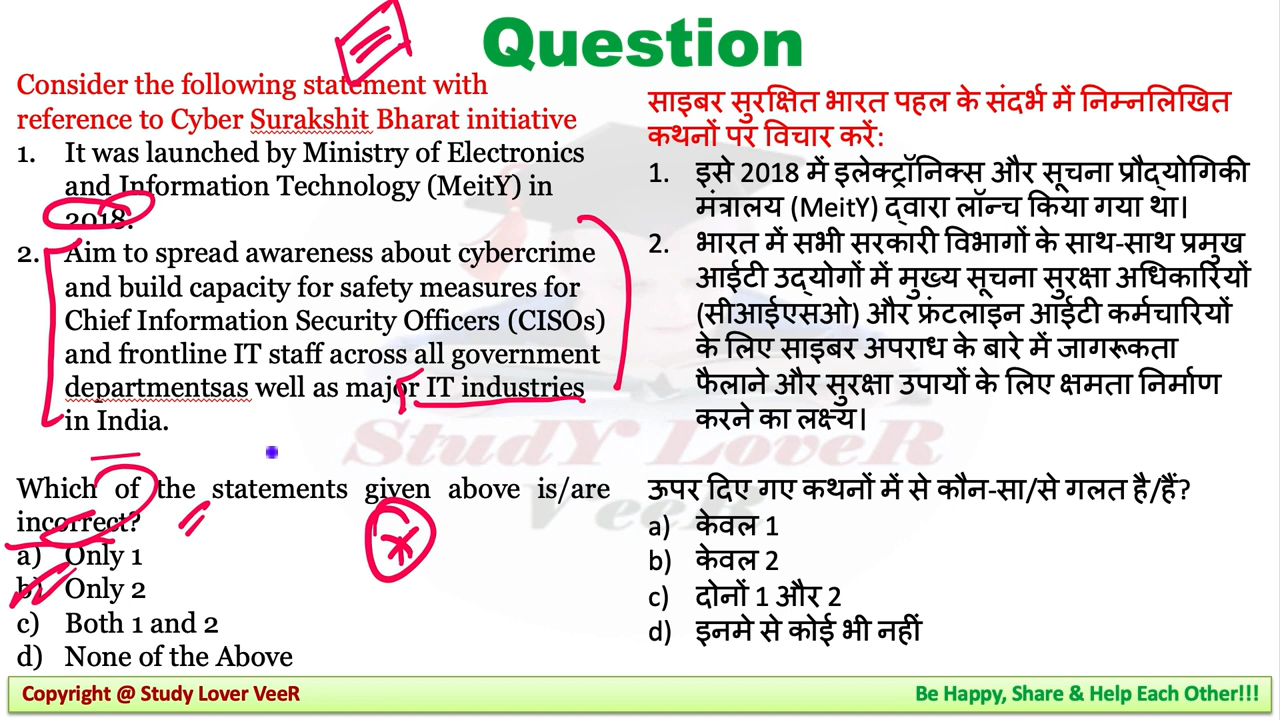 Question
Consider the following statement with
reference to Cyber Surakshit Bharat initiative
1. It was launched by Ministry of Electronics
and Information Technology (MeitY) in
2018.
2. Aim to spread awareness about cybercrime
and build capacity for safety measures for
Chief Information Security Officers (CISOs)
and frontline IT staff across all government
departmentsas well as major IT industries
in India.
Which of the statements given above is/are
incorrect?
a) Only 1
b) Only 2
c) Both 1 and 2
d) None of the Above
साइबर सुरक्षित भारत पहल के संदर्भ में निम्नलिखित
कथनों पर विचार करें:
1. इसे 2018 में इलेक्ट्रॉनिक्स और सूचना प्रौद्योगिकी
मंत्रालय (MeitY) द्वारा लॉन्च किया गया था।
2. भारत में सभी सरकारी विभागों के साथ-साथ प्रमुख
आईटी उद्योगों में मुख्य सूचना सुरक्षा अधिकारियों
(सीआईएसओ) और फ्रंटलाइन आईटी कर्मचारियों
के लिए साइबर अपराध के बारे में जागरूकता
फैलाने और सुरक्षा उपायों के लिए क्षमता निर्माण
करने का लक्ष्य।
ऊपर दिए गए कथनों में से कौन-सा/से गलत है/हैं?
a) केवल 1
b) केवल 2
c) दोनों 1 और 2
d) इनमे से कोई भी नहीं
StudY LoveR
VeeR
Copyright @ Study Lover VeeR
Be Happy, Share & Help Each Other!!!